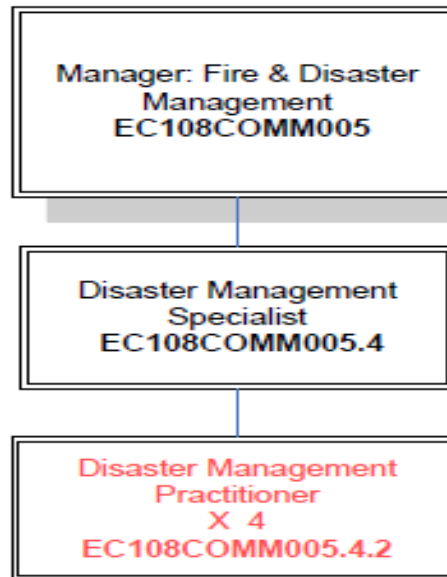 Manager: Fire & Disaster
Management
EC108COMM005
Disaster Management
Specialist
EC108COMM005.4
Disaster Management
Practitioner
X 4
EC108COMM005.4.2